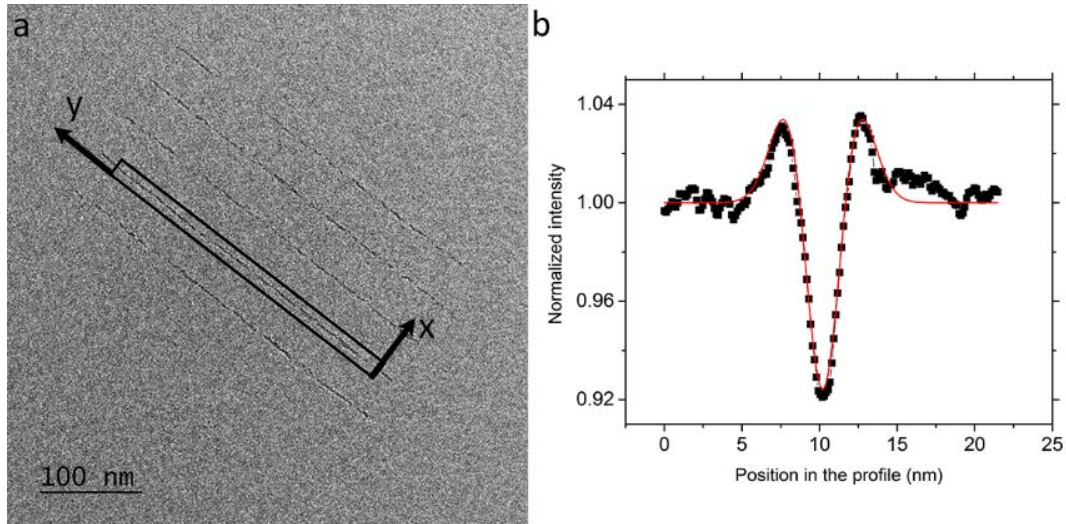 a
y
x
100 nm
b
Normalized intensity
1.04
1.00
0.96
0.92
0 5 10 15 20 25
Position in the profile (nm)